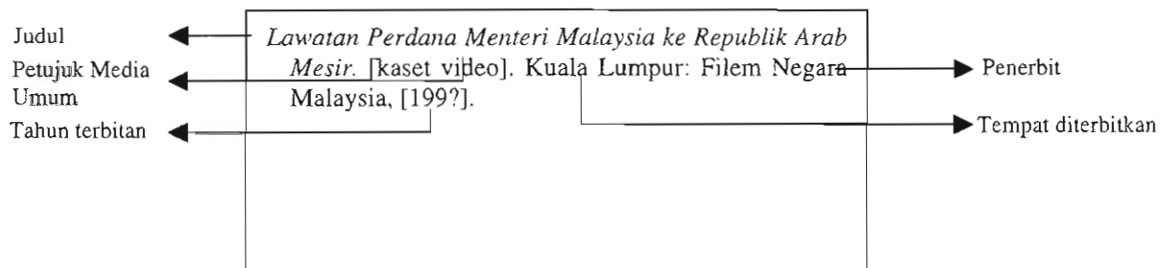 Judul
Petujuk Media
Umum
Tahun terbitan
Lawatan Perdana Menteri Malaysia ke Republik Arab
Mesir. [kaset video]. Kuala Lumpur: Filem Negara
Malaysia, [199?].
Penerbit
Tempat diterbitkan